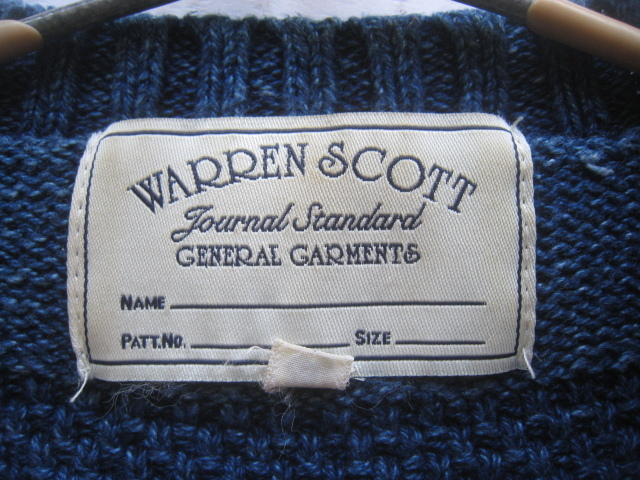 WARREN SCOTT
Journal Standard
GENERAL GARMENTS
NAME
PATT.NO. SIZE